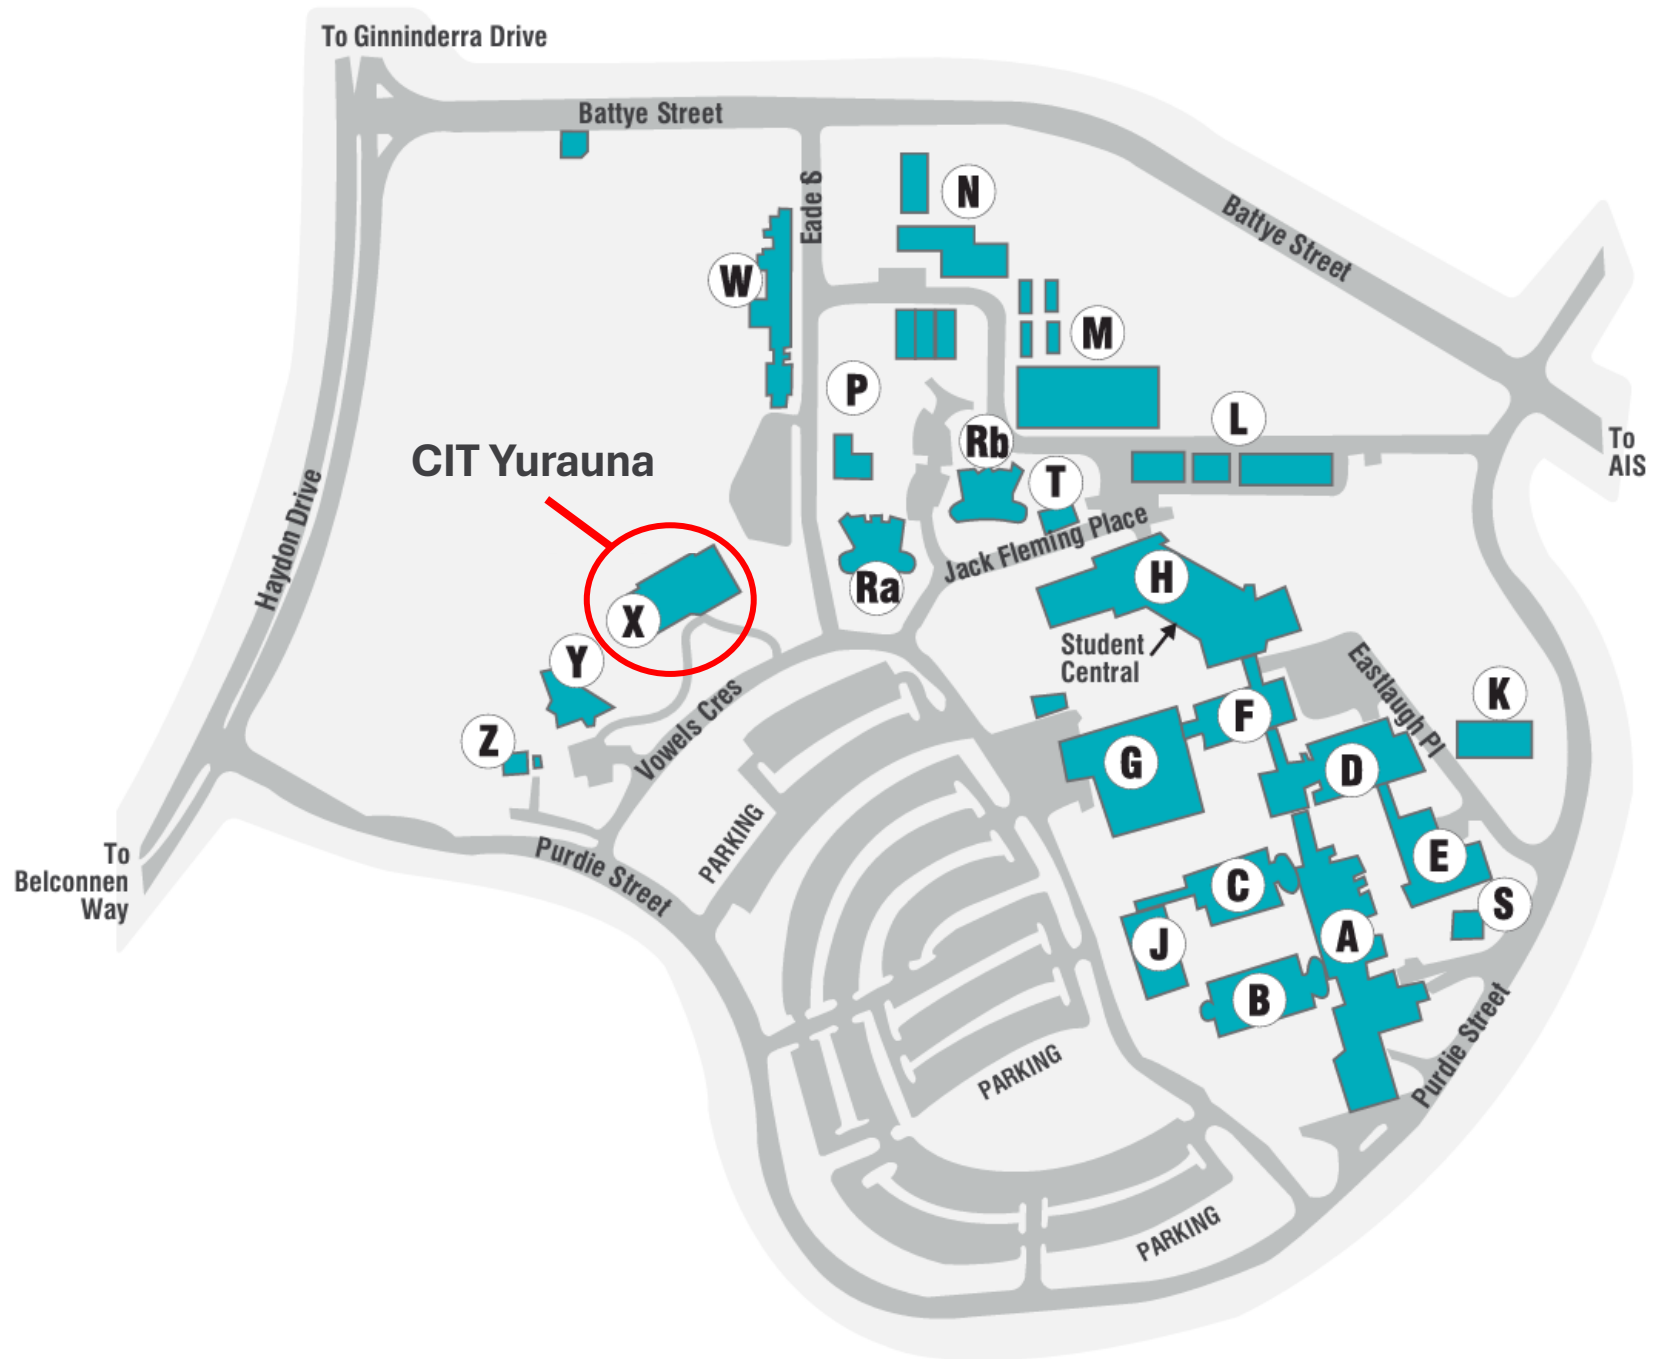 To Ginninderra Drive
Battye Street
Eade S
N
Battye Street
W
M
P
L
Rb
To
AIS
CIT Yurauna
T
Haydon Drive
Jack Fleming Place
H
Ra
X
Student
Central
Y
Eastlaugh Pl
K
Vowels Cres
F
Z
G
D
PARKING
To
Belconnen
Way
Purdie Street
E
C
S
J
A
B
Purdie Street
PARKING
PARKING